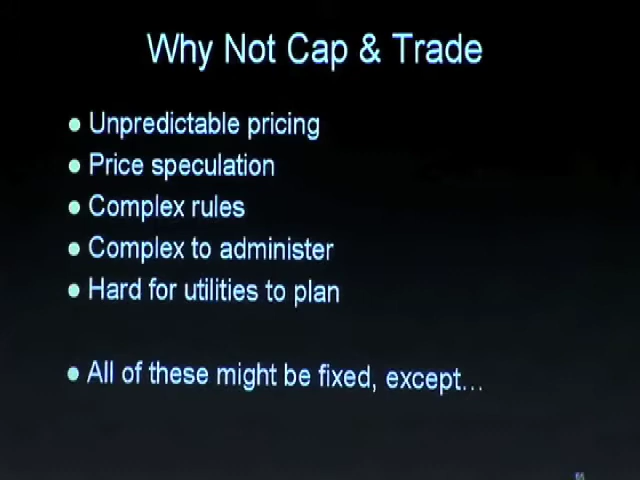 Why Not Cap & Trade
● Unpredictable pricing
● Price speculation
● Complex rules
● Complex to administer
● Hard for utilities to plan
● All of these might be fixed, except...